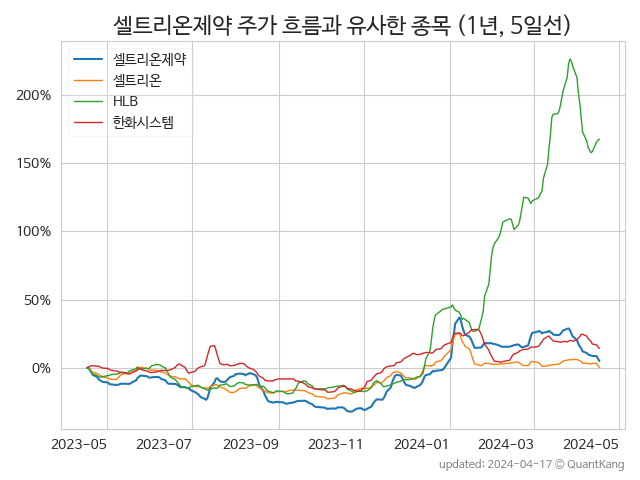 셀트리온제약 주가 흐름과 유사한 종목 (1년, 5일선)
셀트리온제약
셀트리온
HLB
한화시스템
200%
150%
100%
50%
0%
2023-05 2023-07 2023-09 2023-11 2024-01 2024-03 2024-05
updated: 2024-04-17 © QuantKang